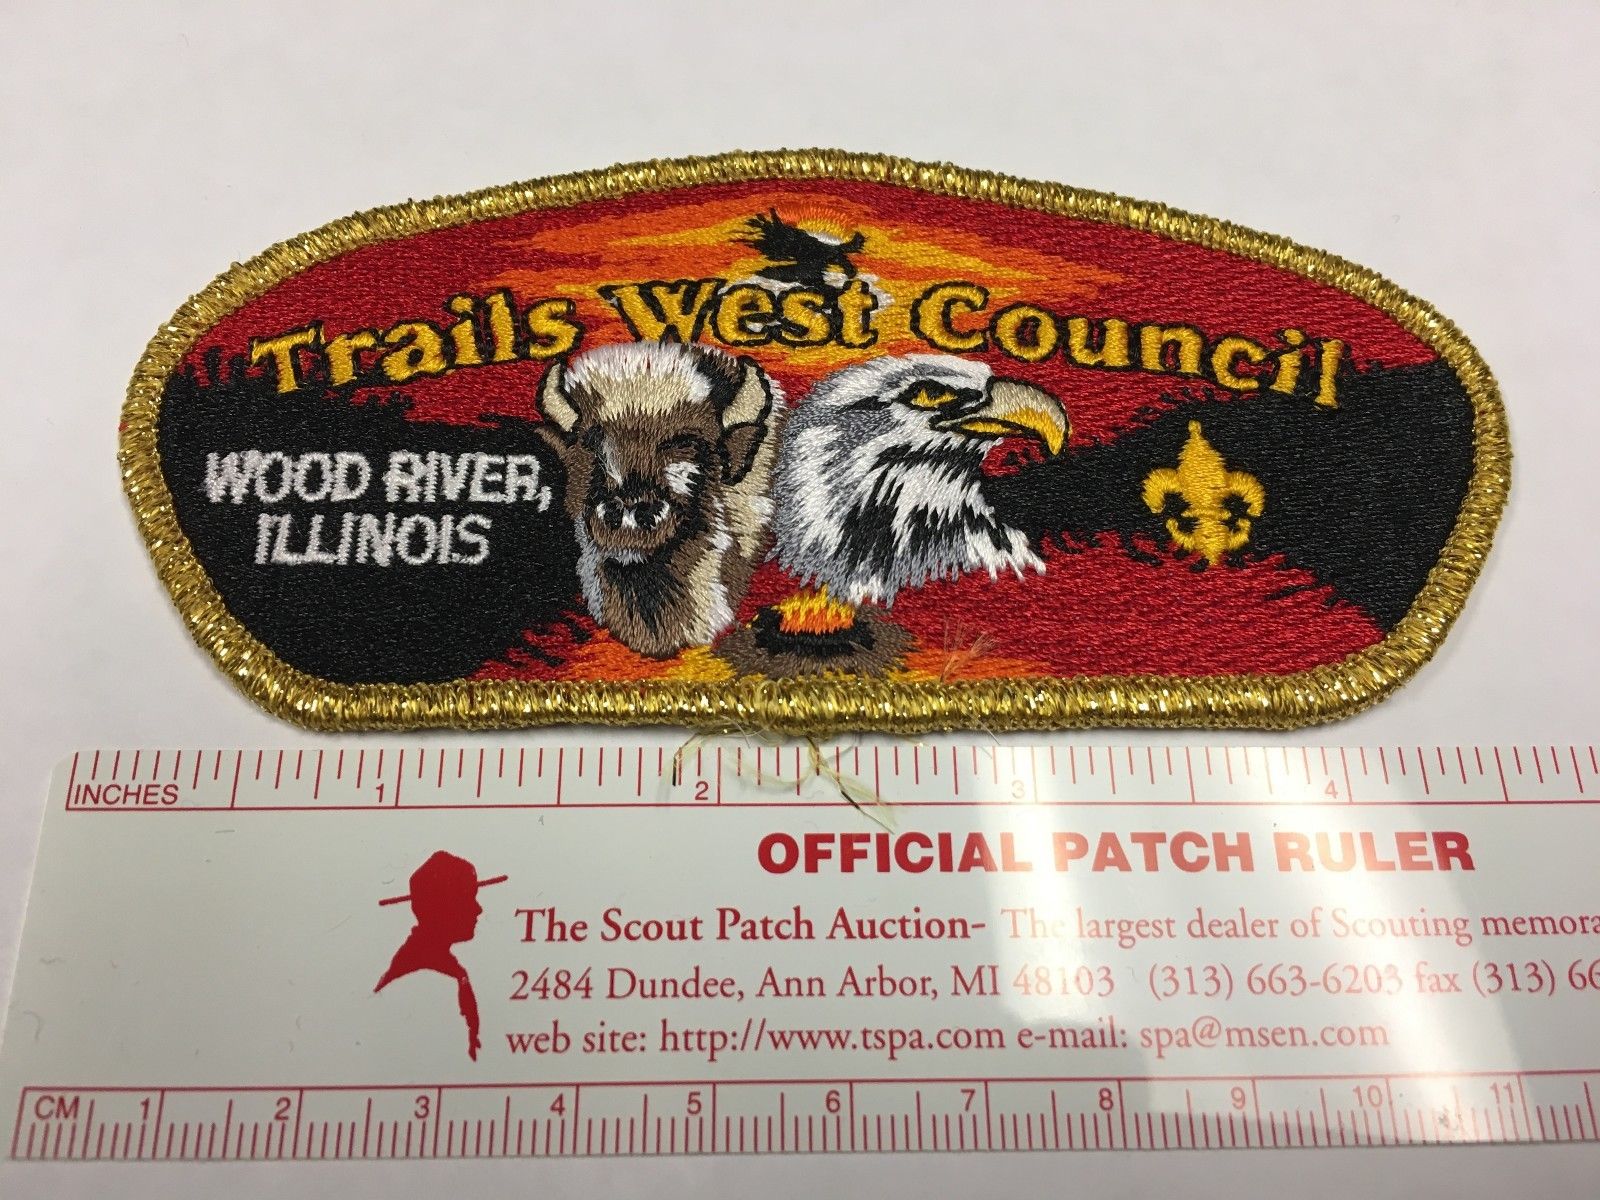 Trails West Council
WOOD RIVER,
ILLINOIS
INCHES 1 2 3 4
OFFICIAL PATCH RULER
The Scout Patch Auction- The largest dealer of Scouting
2484 Dundee, Ann Arbor, MI 48103 (313) 663-6203 fax (313)
web site: http://www.tspa.com e-mail: spa@msen.com
CM 1 2 3 4 5 6 7 8 9 10 11